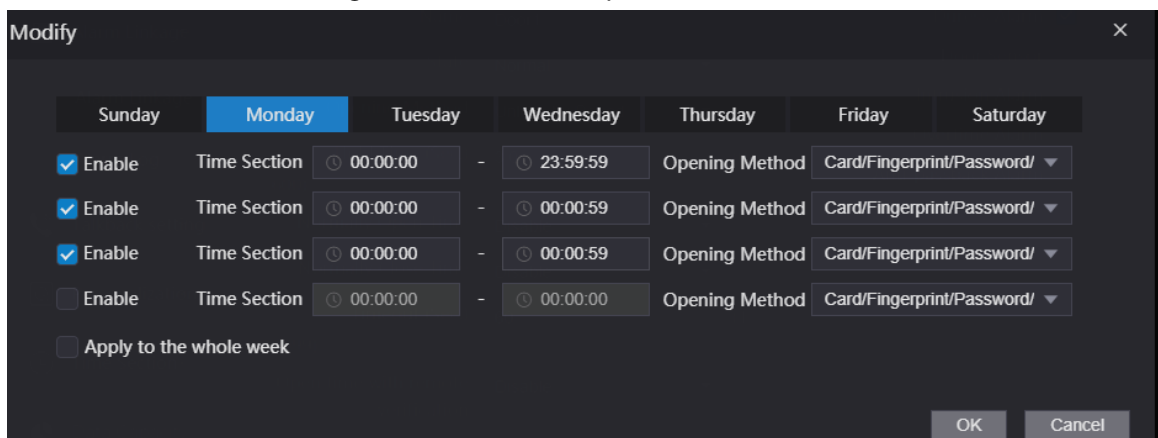 Modify
Sunday Monday Tuesday Wednesday Thursday Friday Saturday
Enable Time Section 00:00:00 - 23:59:59 Opening Method Card/Fingerprint/Password/
Enable Time Section 00:00:00 - 00:00:59 Opening Method Card/Fingerprint/Password/
Enable Time Section 00:00:00 - 00:00:59 Opening Method Card/Fingerprint/Password/
Enable Time Section 00:00:00 - 00:00:00 Opening Method Card/Fingerprint/Password/
Apply to the whole week
OK Cancel